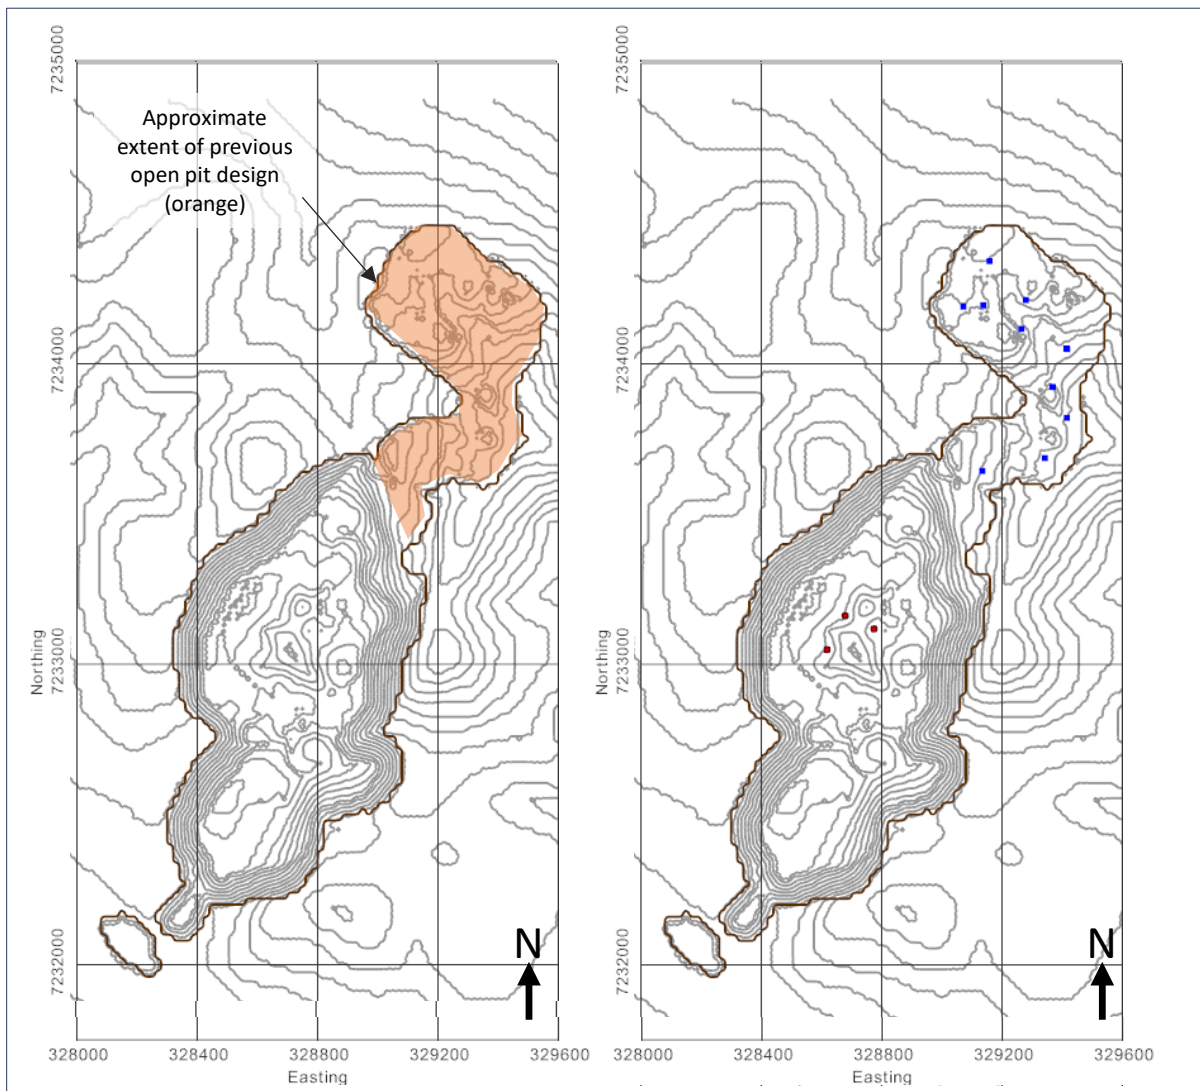 Approximate
extent of previous
open pit design
(orange)
7235000
7234000
7233000
7232000
Northing
N
328000 328400 328800 329200 329600
Easting
7235000
7234000
7233000
7232000
Northing
N
328000 328400 328800 329200 329600
Easting